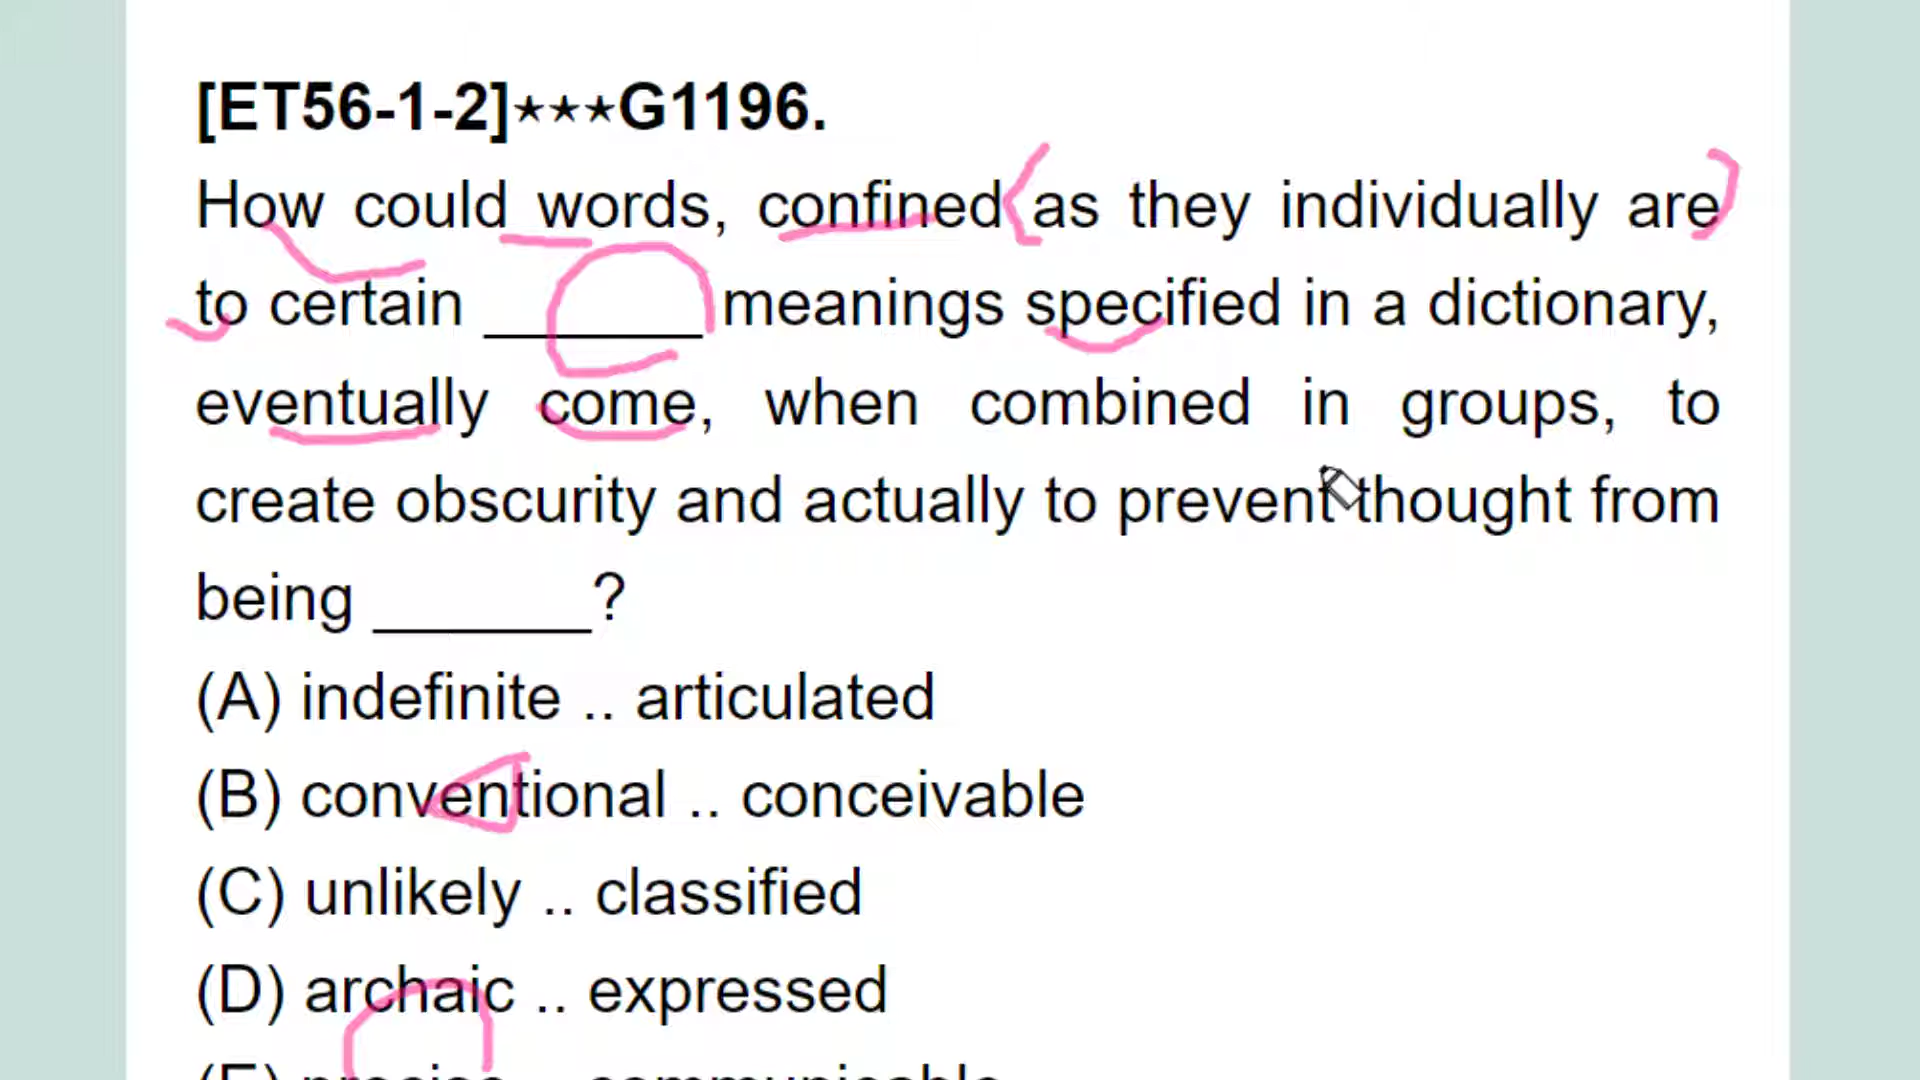 [ET56-1-2]★★★G1196.
How could words, confined as they individually are
to certain _______ meanings specified in a dictionary,
eventually come, when combined in groups, to
create obscurity and actually to prevent thought from
being _______?
(A) indefinite .. articulated
(B) conventional .. conceivable
(C) unlikely .. classified
(D) archaic .. expressed
(E) precise .. communicable